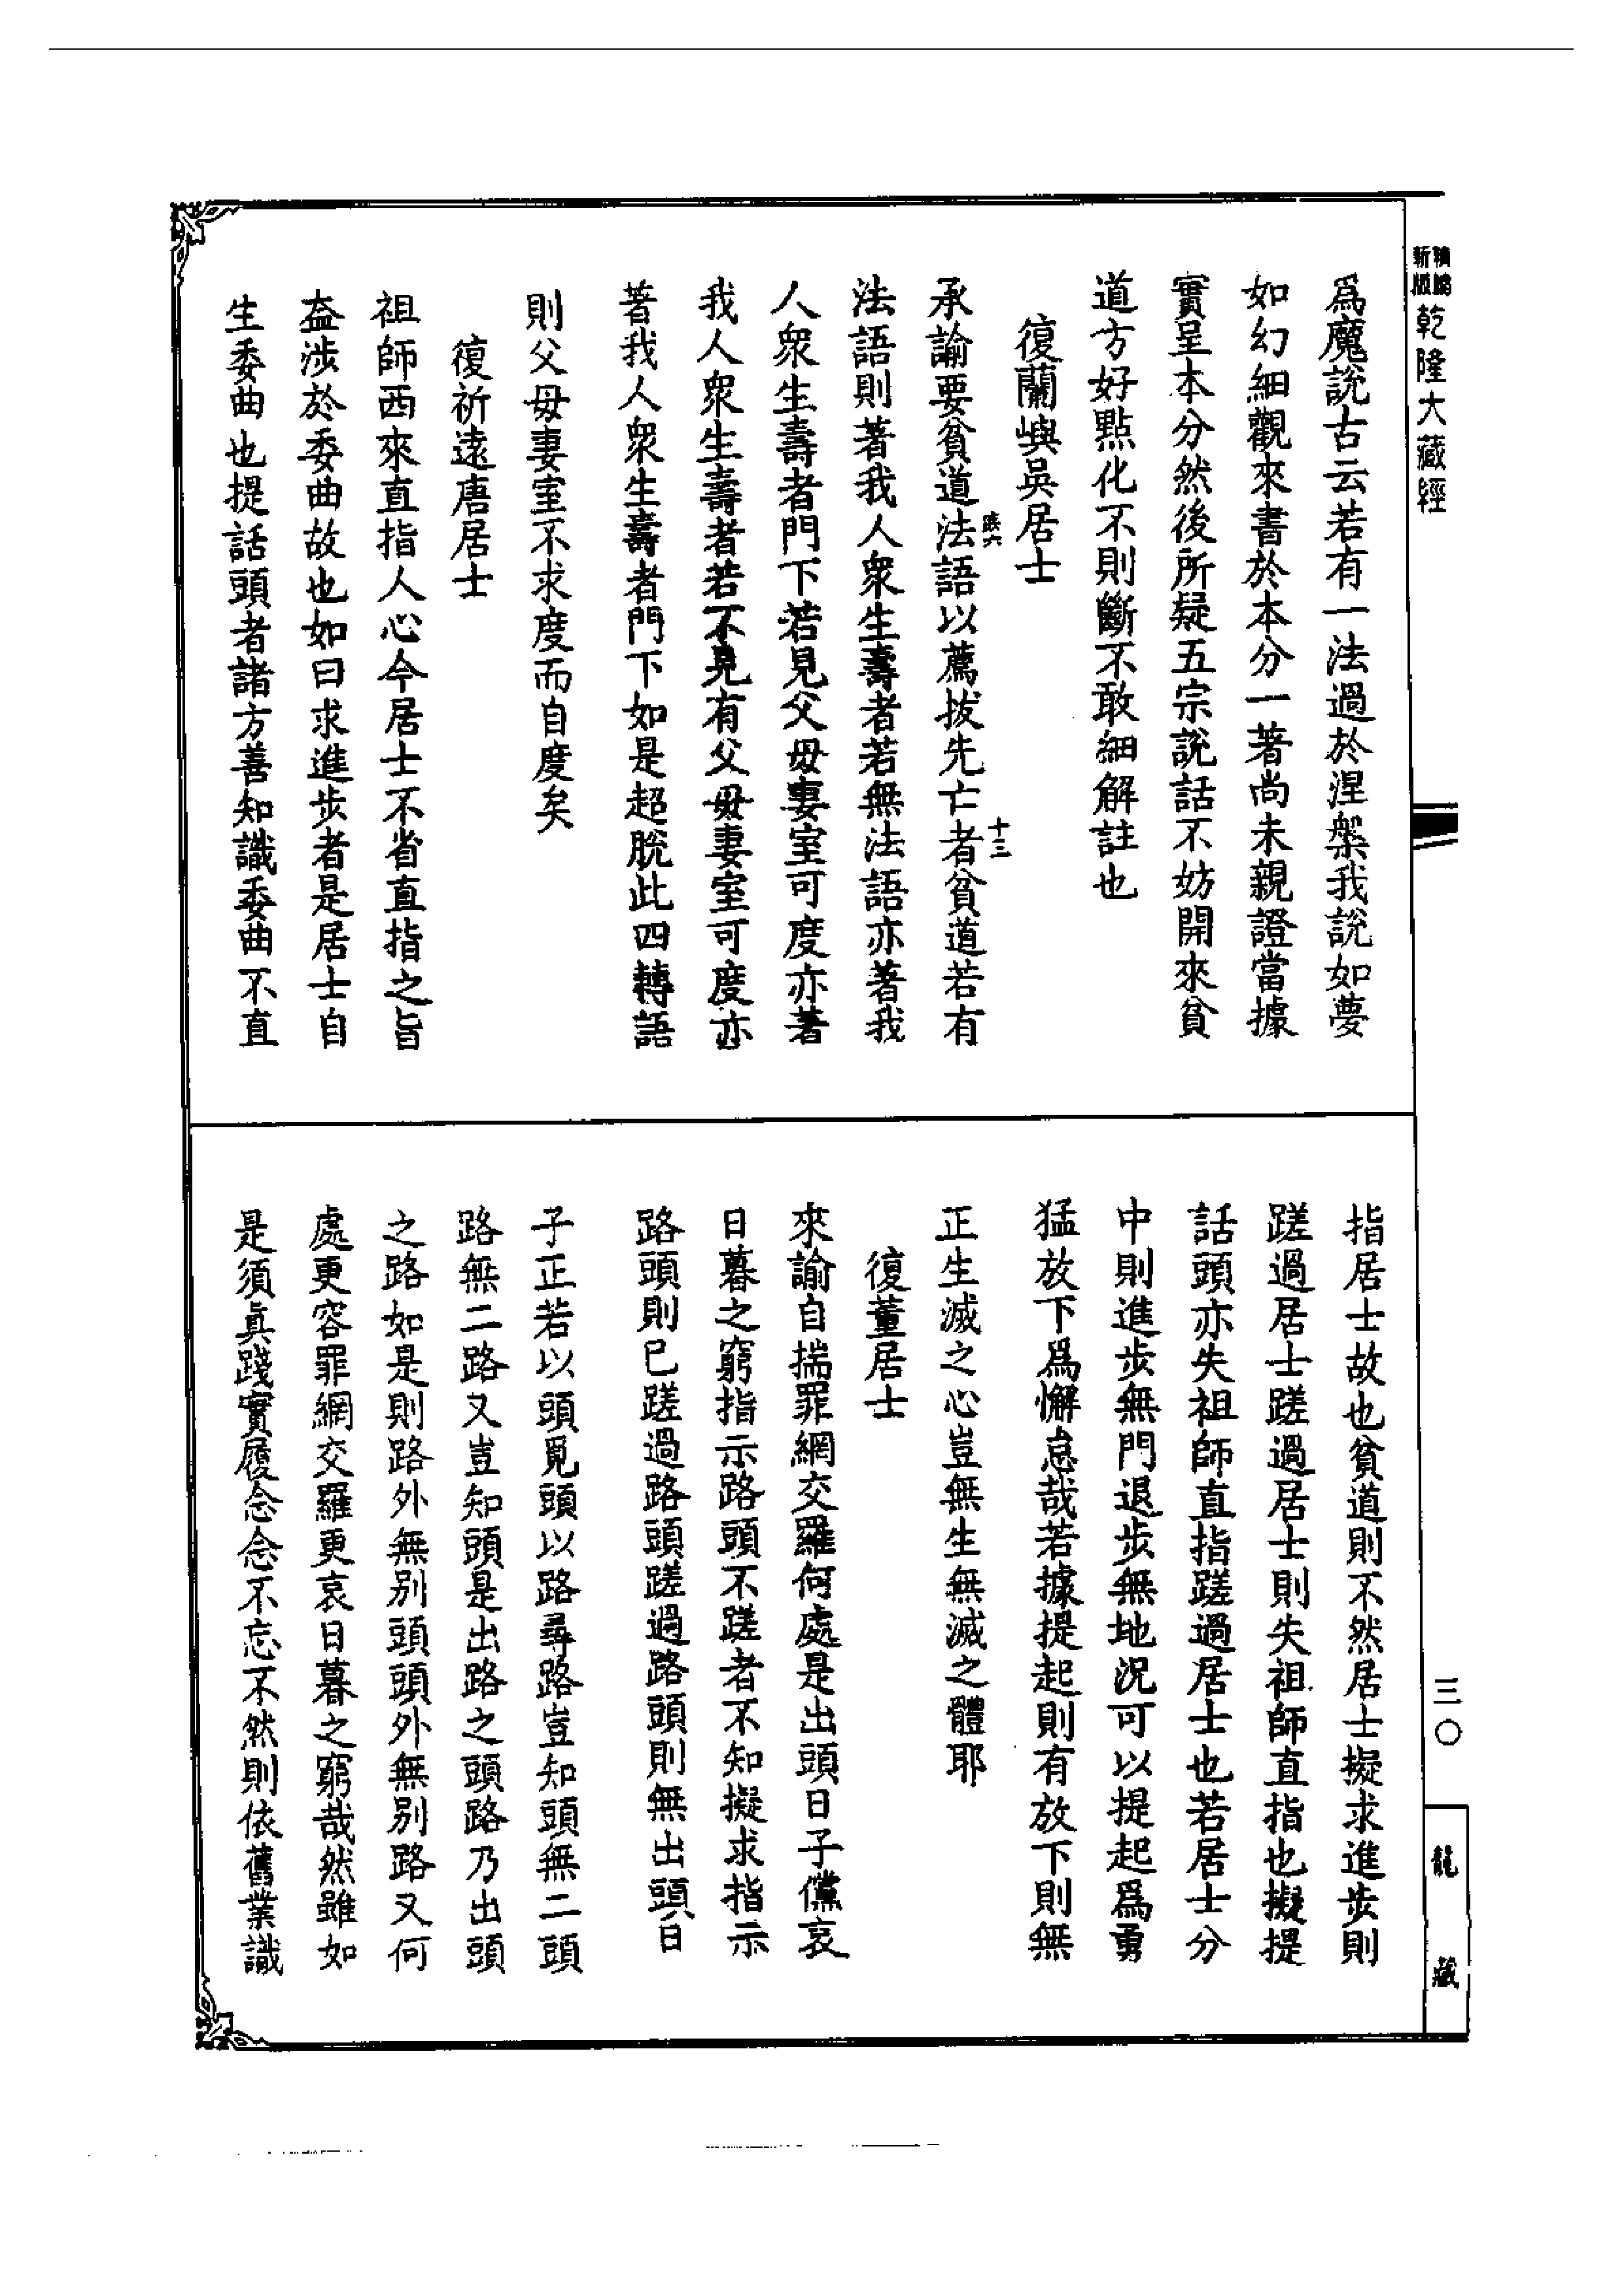 新編縮版 乾隆大藏經
爲魔說古云若有一法過於涅槃我說如夢
如幻細觀來書於本分一著尚未親證當據
實呈本分然後所疑五宗說話不妨開來貧
道方好點化不則斷不敢細解註也
復蘭嶼吳居士
承諭要貧道法語以薦拔先亡者貧道若有
法語則著我人衆生壽者若無法語亦著我
人衆生壽者門下若見父母妻室可度亦著
我人衆生壽者若不見有父母妻室可度亦
著我人衆生壽者門下如是超脫此四轉語
則父母妻室不求度而自度矣
復祈遠唐居士
祖師西來直指人心今居士不省直指之旨
葢涉於委曲故也如曰求進步者是居士自
生委曲也提話頭者諸方善知識委曲不直
十三
指居士故也貧道則不然居士擬求進步則
蹉過居士蹉過居士則失祖師直指也擬提
話頭亦失祖師直指蹉過居士也若居士分
中則進步無門退步無地況可以提起爲勇
猛放下爲懈怠哉若據提起則有放下則無
正生滅之心豈無生無滅之體耶
復董居士
來諭自揣罪網交羅何處是出頭日子儻哀
日暮之窮指示路頭不蹉者不知擬求指示
路頭則已蹉過路頭蹉過路頭則無出頭日
子正若以頭覓頭以路尋路豈知頭無二頭
路無二路又豈知頭是出路之頭路乃出頭
之路如是則路外無別頭頭外無別路又何
處更容罪網交羅更哀日暮之窮哉然雖如
是須眞踐實履念念不忘不然則依舊業識
三〇
龍藏